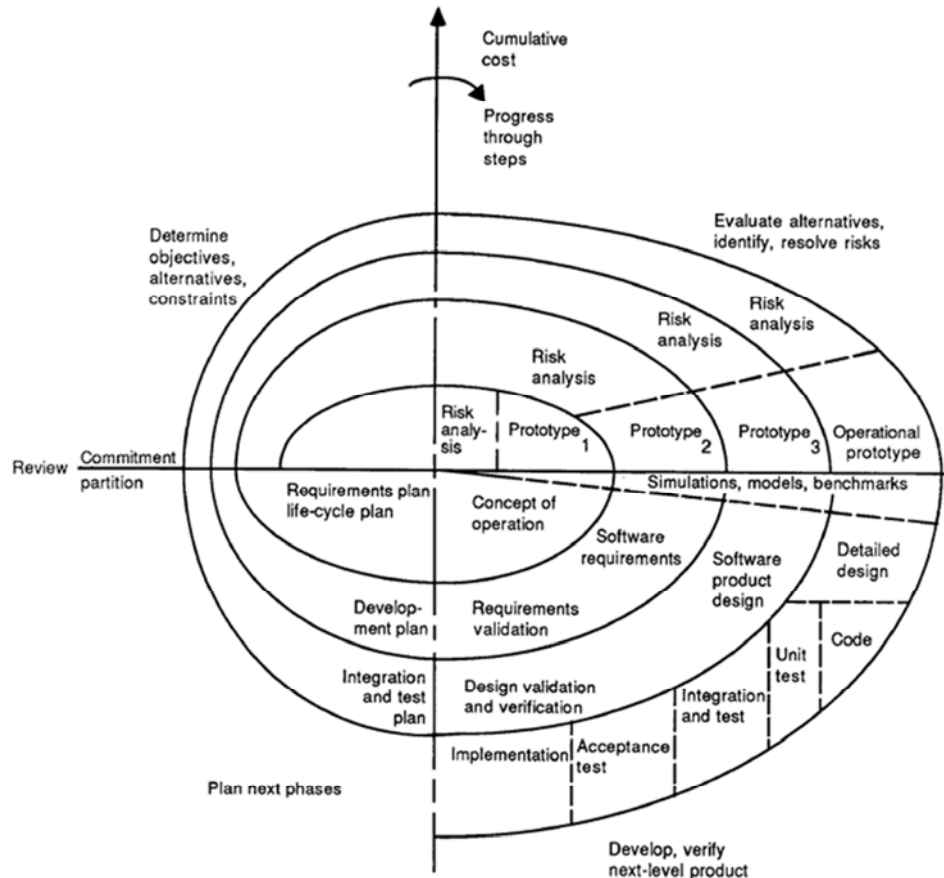 Cumulative
cost
Progress
through
steps
Determine
objectives,
alternatives,
constraints
Evaluate alternatives,
identify, resolve risks
Risk
analysis
Risk
analysis
Risk
analysis
Risk
analy-
sis
Prototype 1
Prototype 2
Prototype 3
Operational
prototype
Review
Commitment
partition
Simulations, models, benchmarks
Requirements plan
life-cycle plan
Concept of
operation
Software
requirements
Software
product
design
Detailed
design
Develop-
ment plan
Requirements
validation
Code
Unit
test
Integration
and test
plan
Design validation
and verification
Integration
and test
Acceptance
test
Implementation
Plan next phases
Develop, verify
next-level product